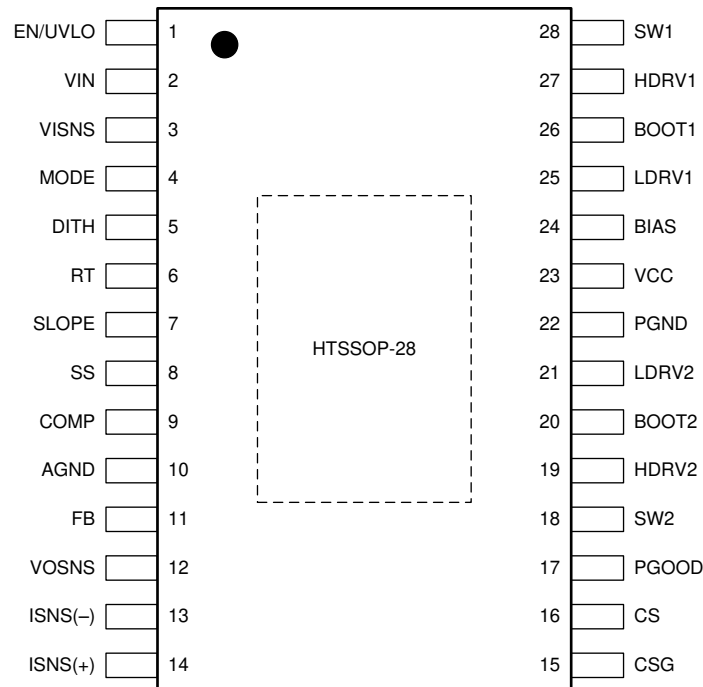 EN/UVLO 1 28 SW1
VIN 2 27 HDRV1
VISNS 3 26 BOOT1
MODE 4 25 LDRV1
DITH 5 24 BIAS
RT 6 23 VCC
SLOPE 7 22 PGND
HTSSOP-28
SS 8 21 LDRV2
COMP 9 20 BOOT2
AGND 10 19 HDRV2
FB 11 18 SW2
VOSNS 12 17 PGOOD
ISNS(–) 13 16 CS
ISNS(+) 14 15 CSG